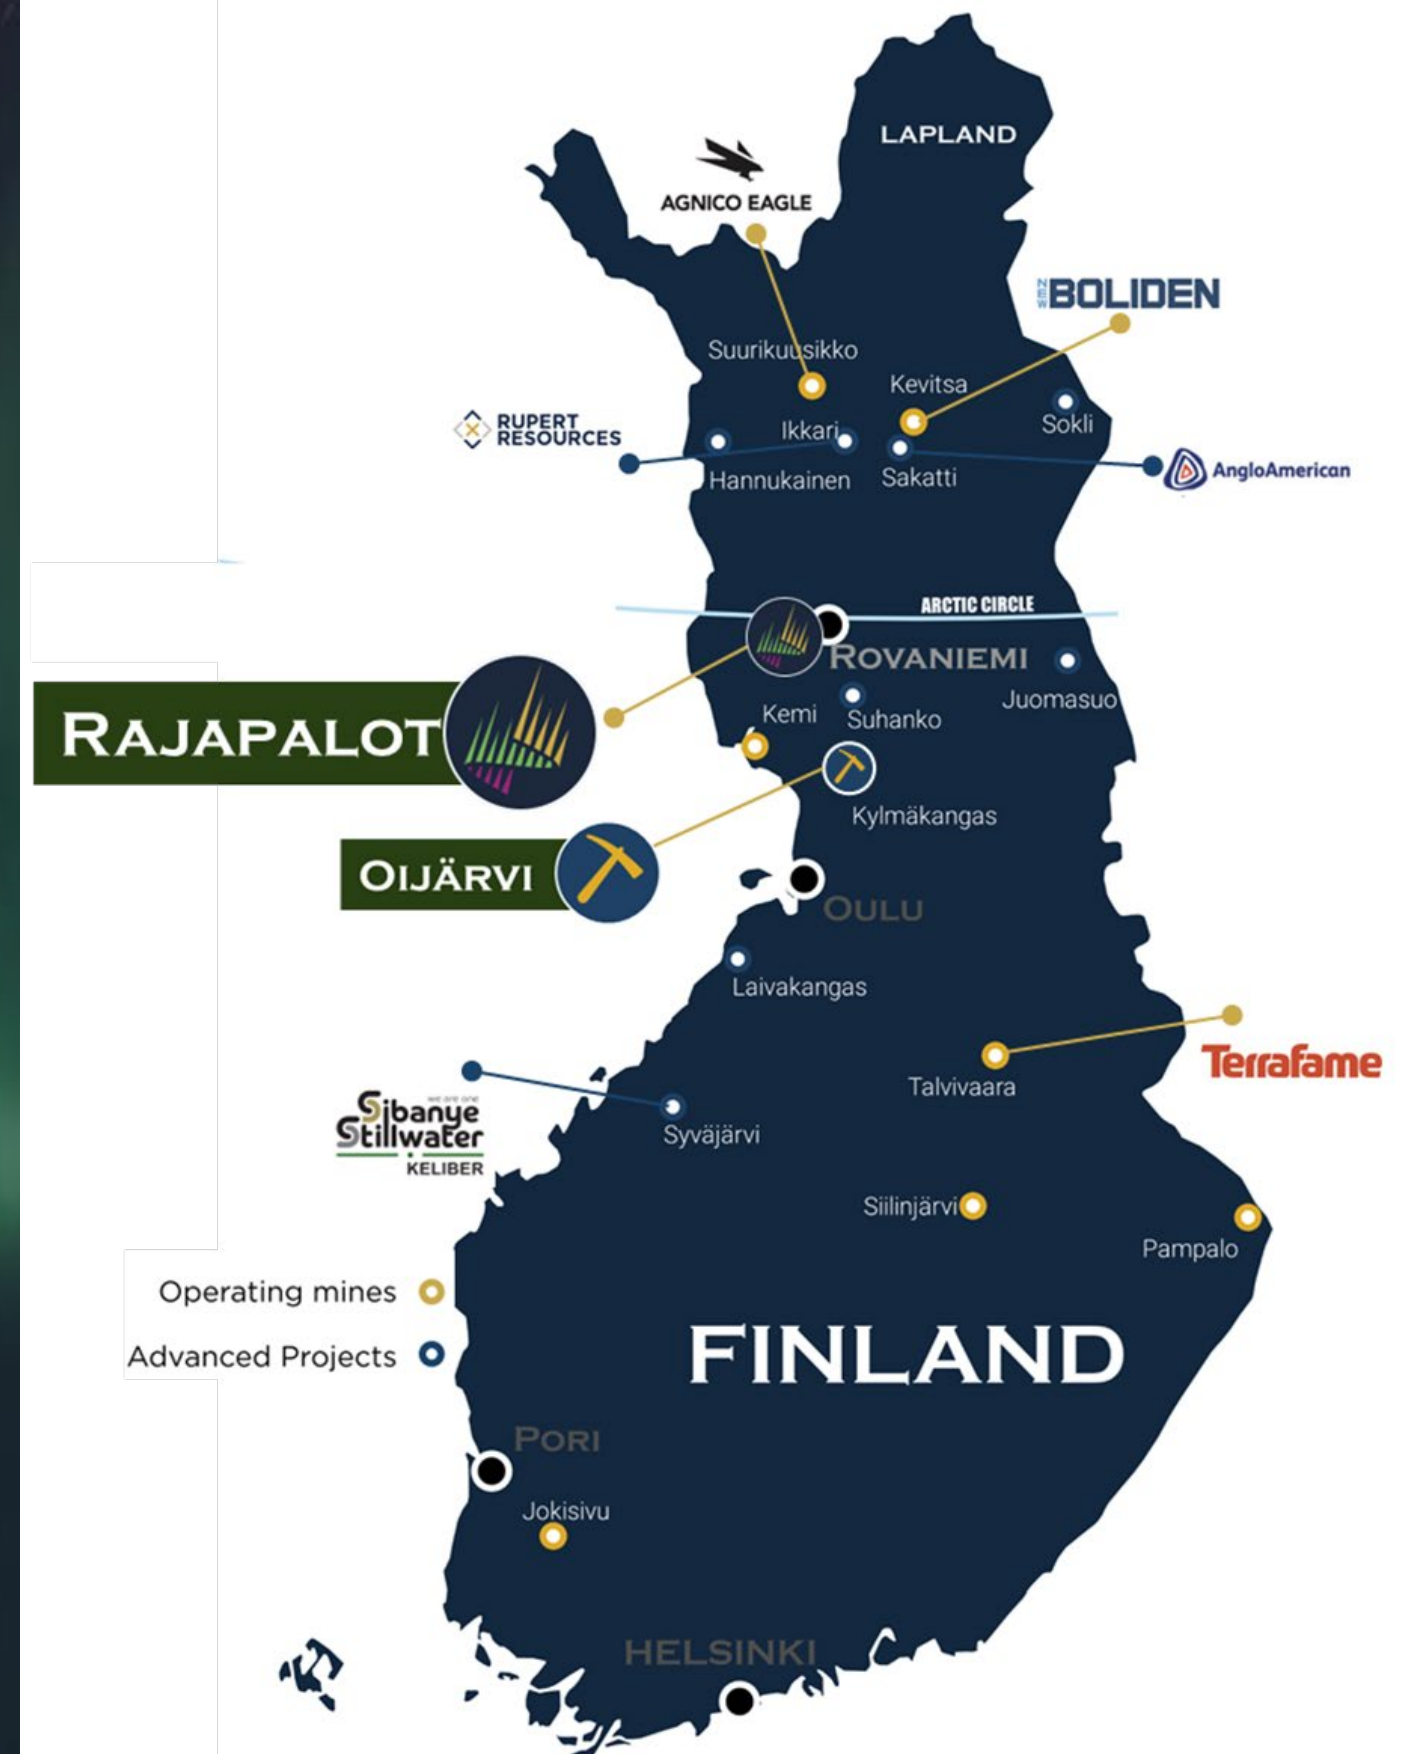 LAPLAND
AGNICO EAGLE
NEW BOLIDEN
Suurikuusikko
Kevitsa
Sokli
RUPERT
RESOURCES
Ikkari
Hannukainen
Sakatti
AngloAmerican
ARCTIC CIRCLE
ROVANIEMI
Juomasuo
RAJAPALOT
Kemi
Suhanko
Kylmäkangas
OIJÄRVI
OULU
Laivakangas
Terrafame
Talvivaara
we are one
Sibanye
Stillwater
KELIBER
Syväjärvi
Siilinjärvi
Pampalo
Operating mines
Advanced Projects
FINLAND
PORI
Jokisivu
HELSINKI